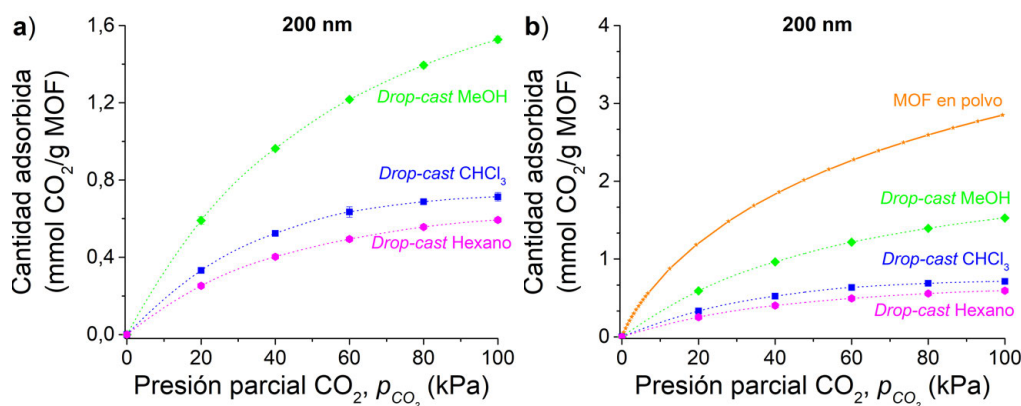 a)
200 nm
1,6
1,2
0,8
0,4
0,0
0
20
40
60
80
100
Cantidad adsorbida
(mmol CO₂/g MOF)
Presión parcial CO₂, p_CO₂ (kPa)
Drop-cast MeOH
Drop-cast CHCl₃
Drop-cast Hexano
b)
200 nm
4
3
2
1
0
0
20
40
60
80
100
Cantidad adsorbida
(mmol CO₂/g MOF)
Presión parcial CO₂, p_CO₂ (kPa)
MOF en polvo
Drop-cast MeOH
Drop-cast CHCl₃
Drop-cast Hexano